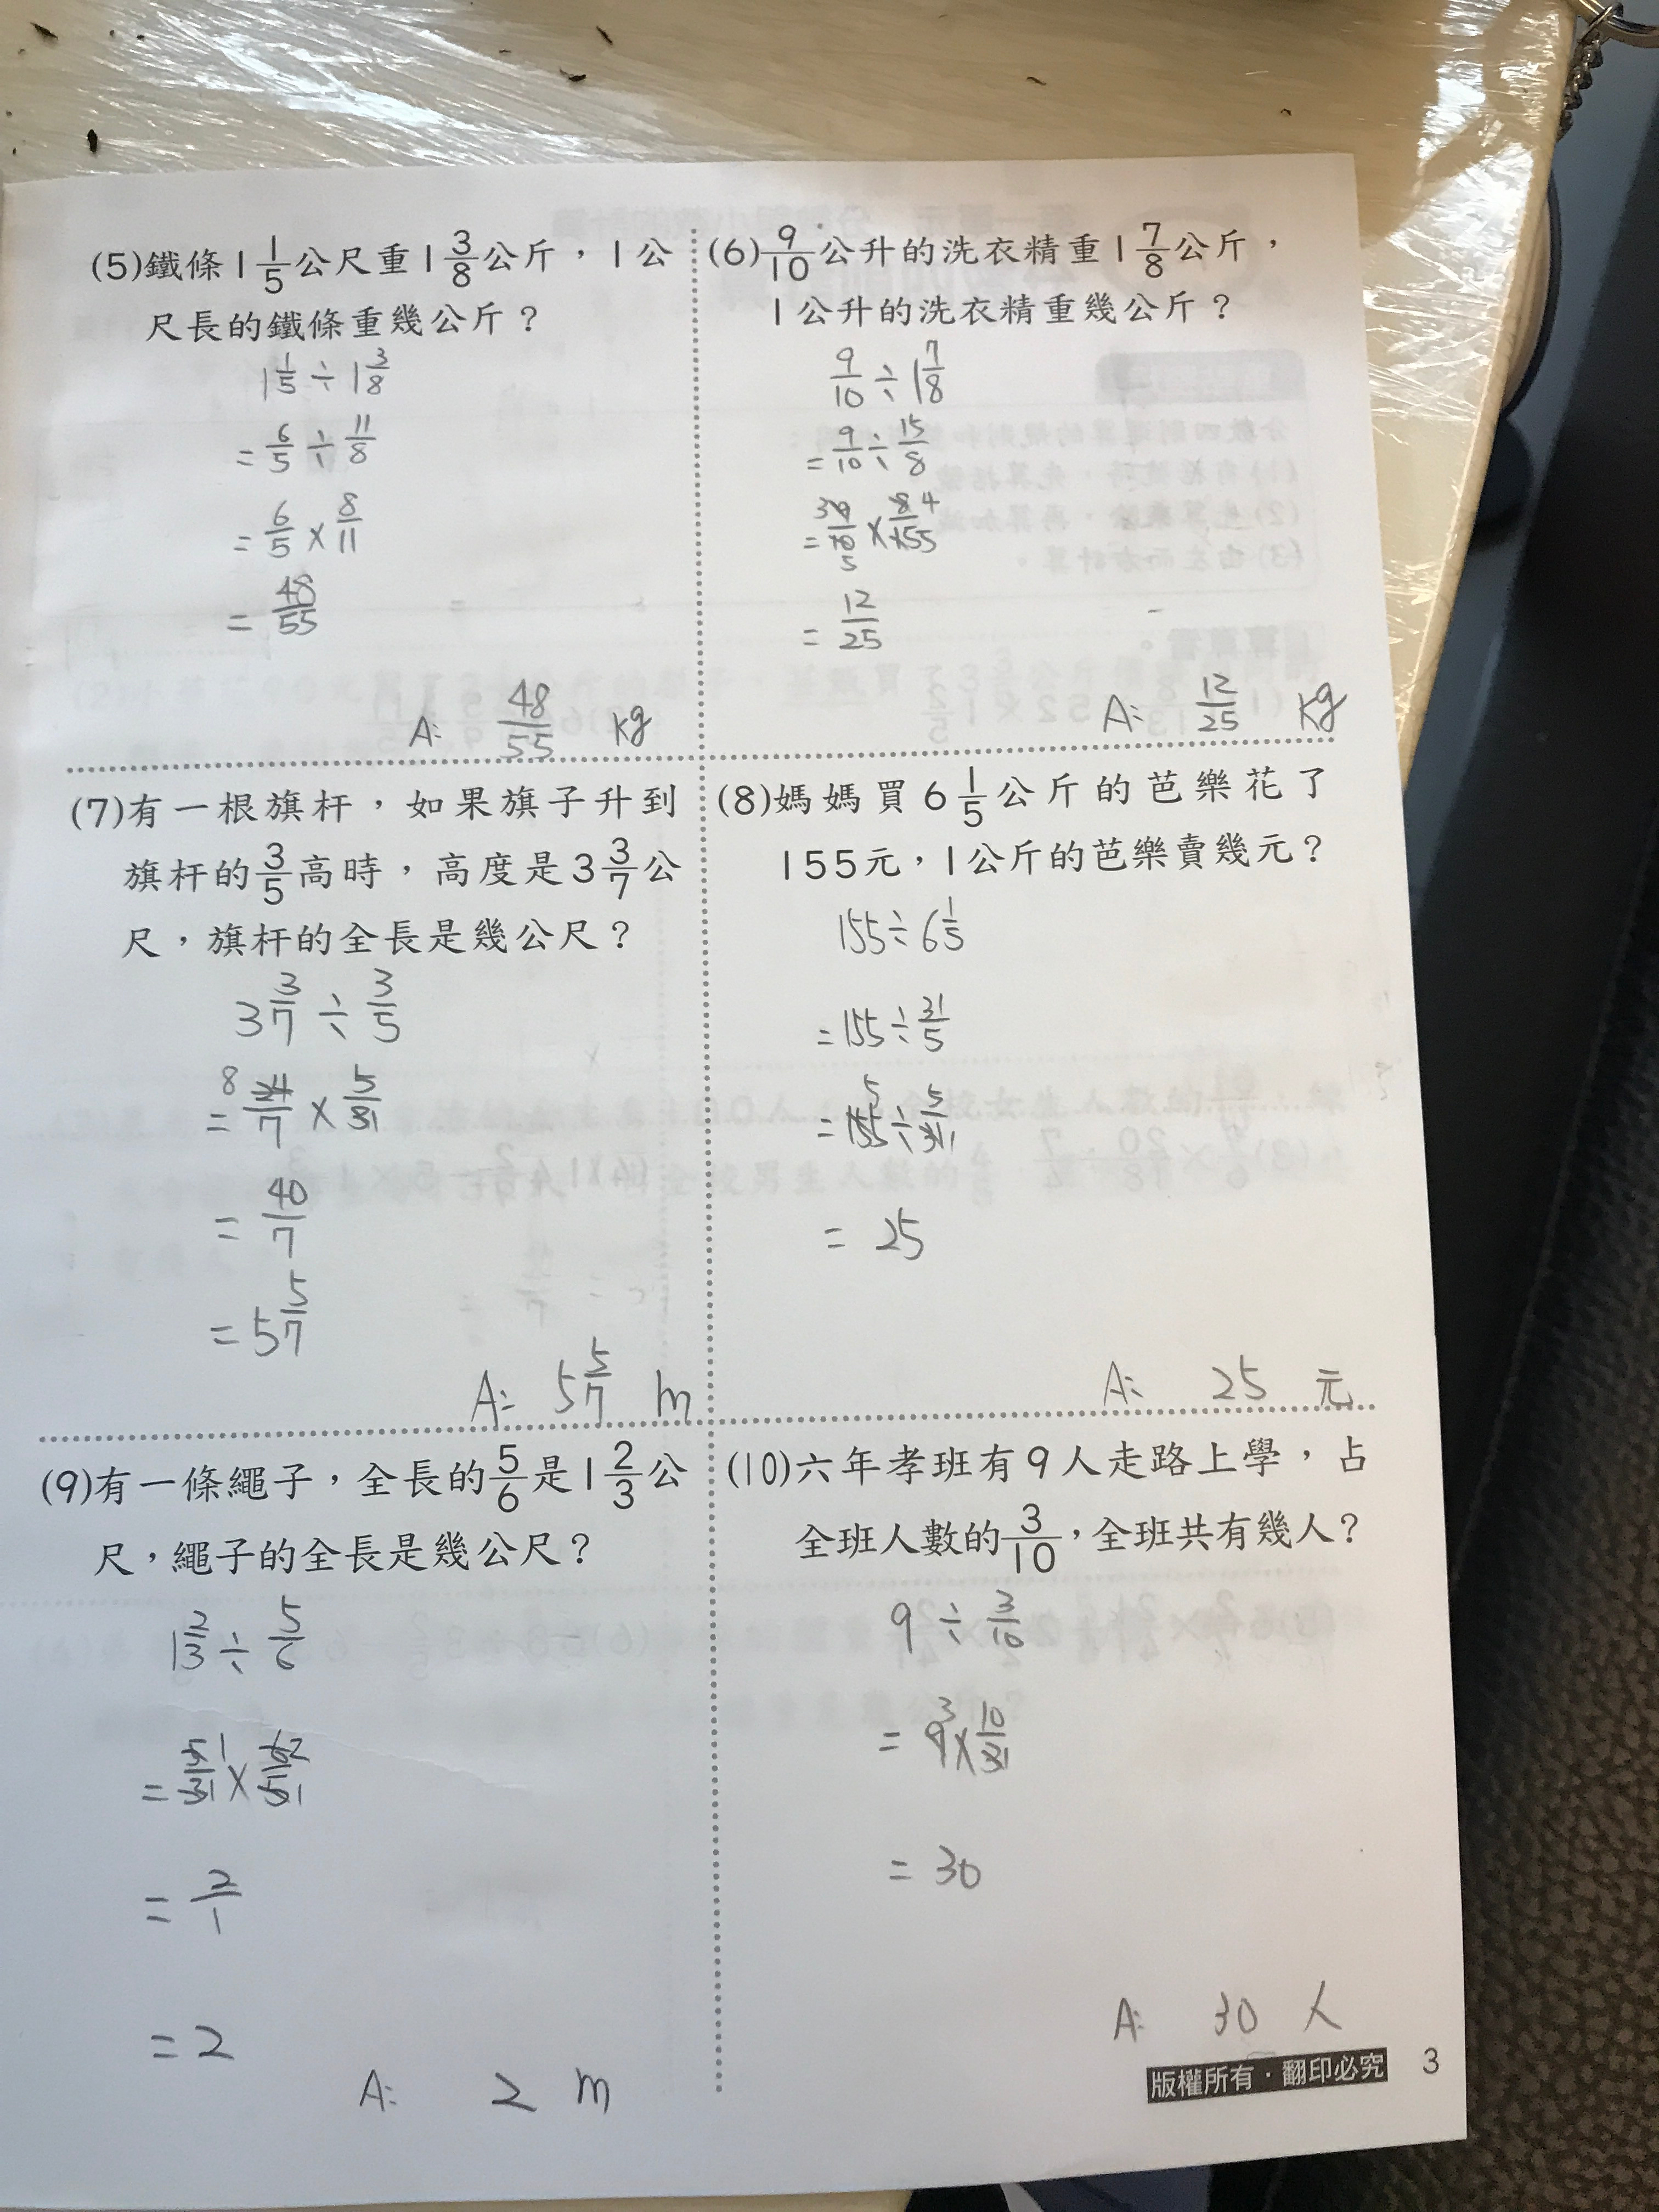 (5)鐵條1 1/5公尺重1 3/8公斤，1公
尺長的鐵條重幾公斤？
1 1/5 ÷ 1 3/8
= 6/5 ÷ 11/8
= 6/5 × 8/11
= 48/55
A: 48/55 kg
(6)9/10公升的洗衣精重1 7/8公斤，
1公升的洗衣精重幾公斤？
9/10 ÷ 1 7/8
= 9/10 ÷ 15/8
= 12/25
A: 12/25 kg
(7)有一根旗杆，如果旗子升到
旗杆的3/5高時，高度是3 3/7公
尺，旗杆的全長是幾公尺？
3 3/7 ÷ 3/5
= 8 24/7 × 5/3 1
= 40/7
= 5 5/7
A: 5 5/7 m
(8)媽媽買6 1/5公斤的芭樂花了
155元，1公斤的芭樂賣幾元？
155 ÷ 6 1/5
= 155 ÷ 31/5
= 155 5 ÷ 5/31 1
= 25
A: 25 元
(9)有一條繩子，全長的5/6是1 2/3公
尺，繩子的全長是幾公尺？
1 2/3 ÷ 5/6
= 5 1/3 1 × 6 2/5 1
= 2/1
= 2
A: 2 m
(10)六年孝班有9人走路上學，占
全班人數的3/10，全班共有幾人？
9 ÷ 3/10
= 9 3 × 10/3 1
= 30
A: 30 人
版權所有·翻印必究 3